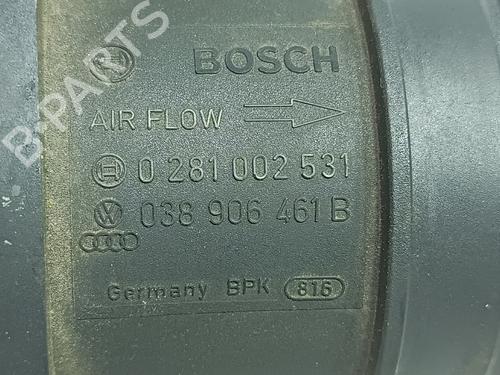 B-PARTS
BOSCH
AIR FLOW
0 281 002 531
038 906 461 B
Germany BPK 816